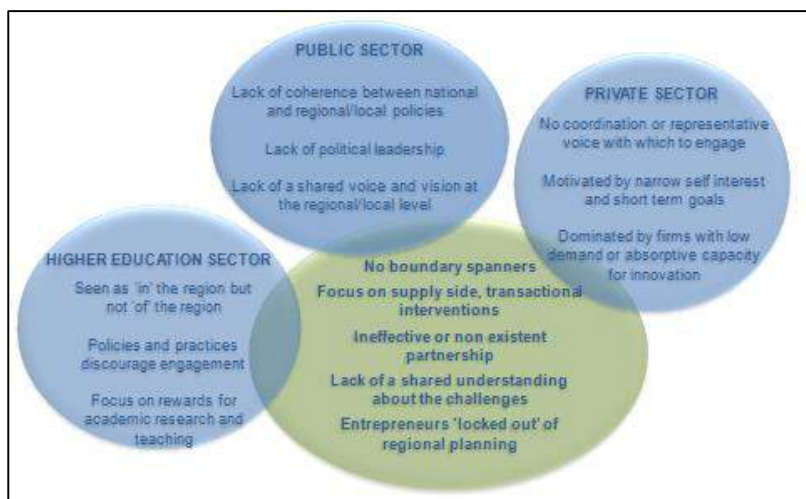 PUBLIC SECTOR
Lack of coherence between national
and regional/local policies
Lack of political leadership
Lack of a shared voice and vision at
the regional/local level
PRIVATE SECTOR
No coordination or representative
voice with which to engage
Motivated by narrow self interest
and short term goals
Dominated by firms with low
demand or absorptive capacity
for innovation
HIGHER EDUCATION SECTOR
Seen as 'in' the region but
not 'of' the region
Policies and practices
discourage engagement
Focus on rewards for
academic research and
teaching
No boundary spanners
Focus on supply side, transactional
interventions
Ineffective or non existent
partnership
Lack of a shared understanding
about the challenges
Entrepreneurs 'locked out' of
regional planning